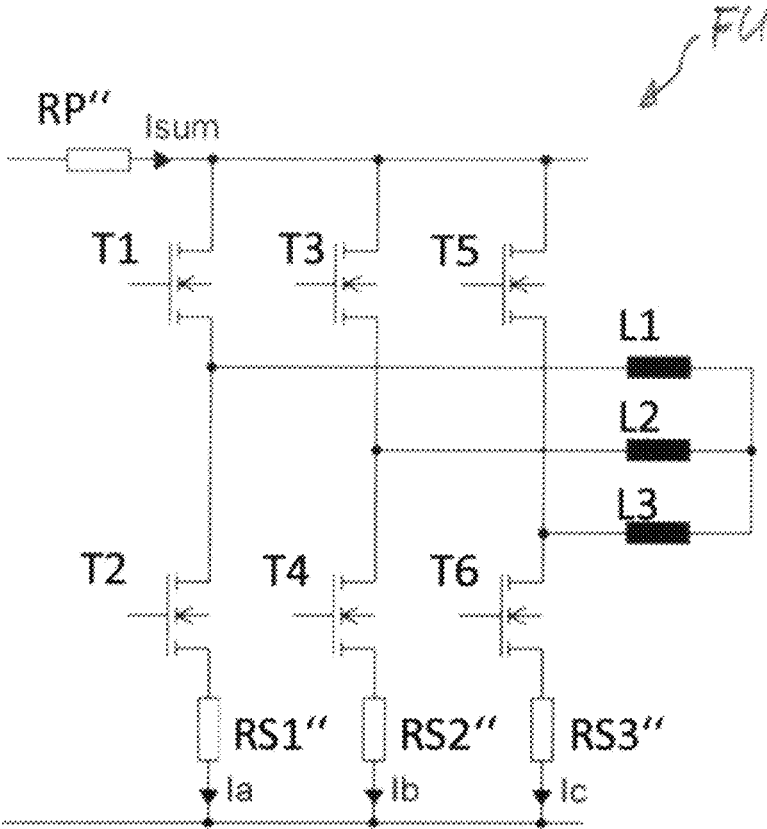 FU
RP“
Isum
T1
T3
T5
L1
L2
L3
T2
T4
T6
RS1“
RS2“
RS3“
Ia
Ib
Ic